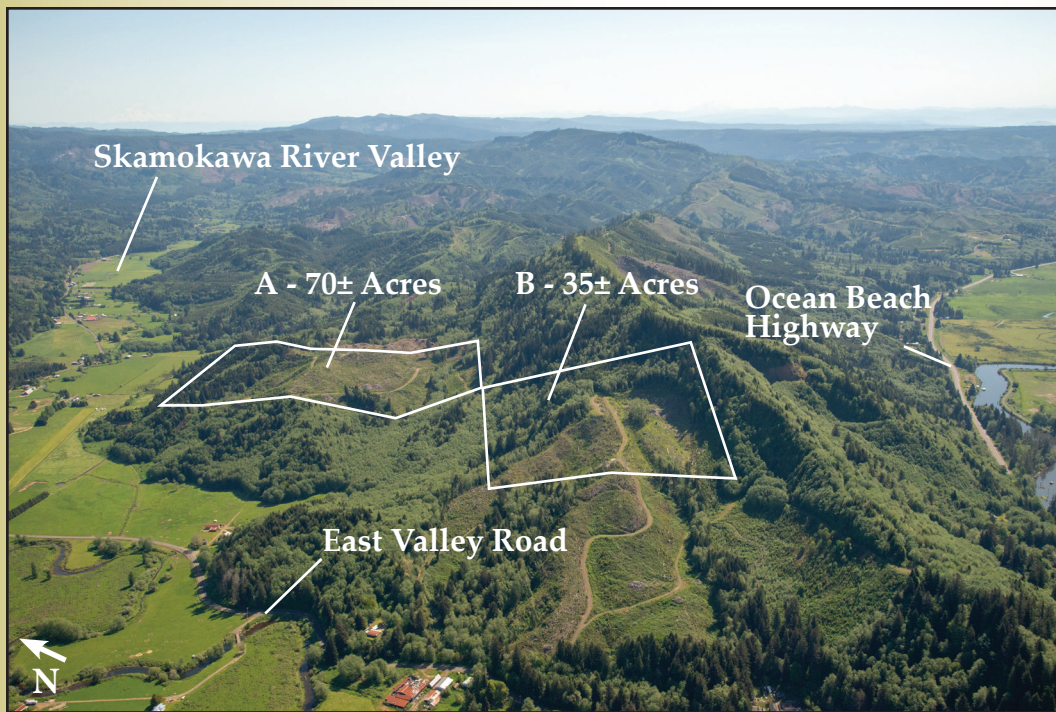 Skamokawa River Valley
A - 70± Acres
B - 35± Acres
Ocean Beach
Highway
East Valley Road
N